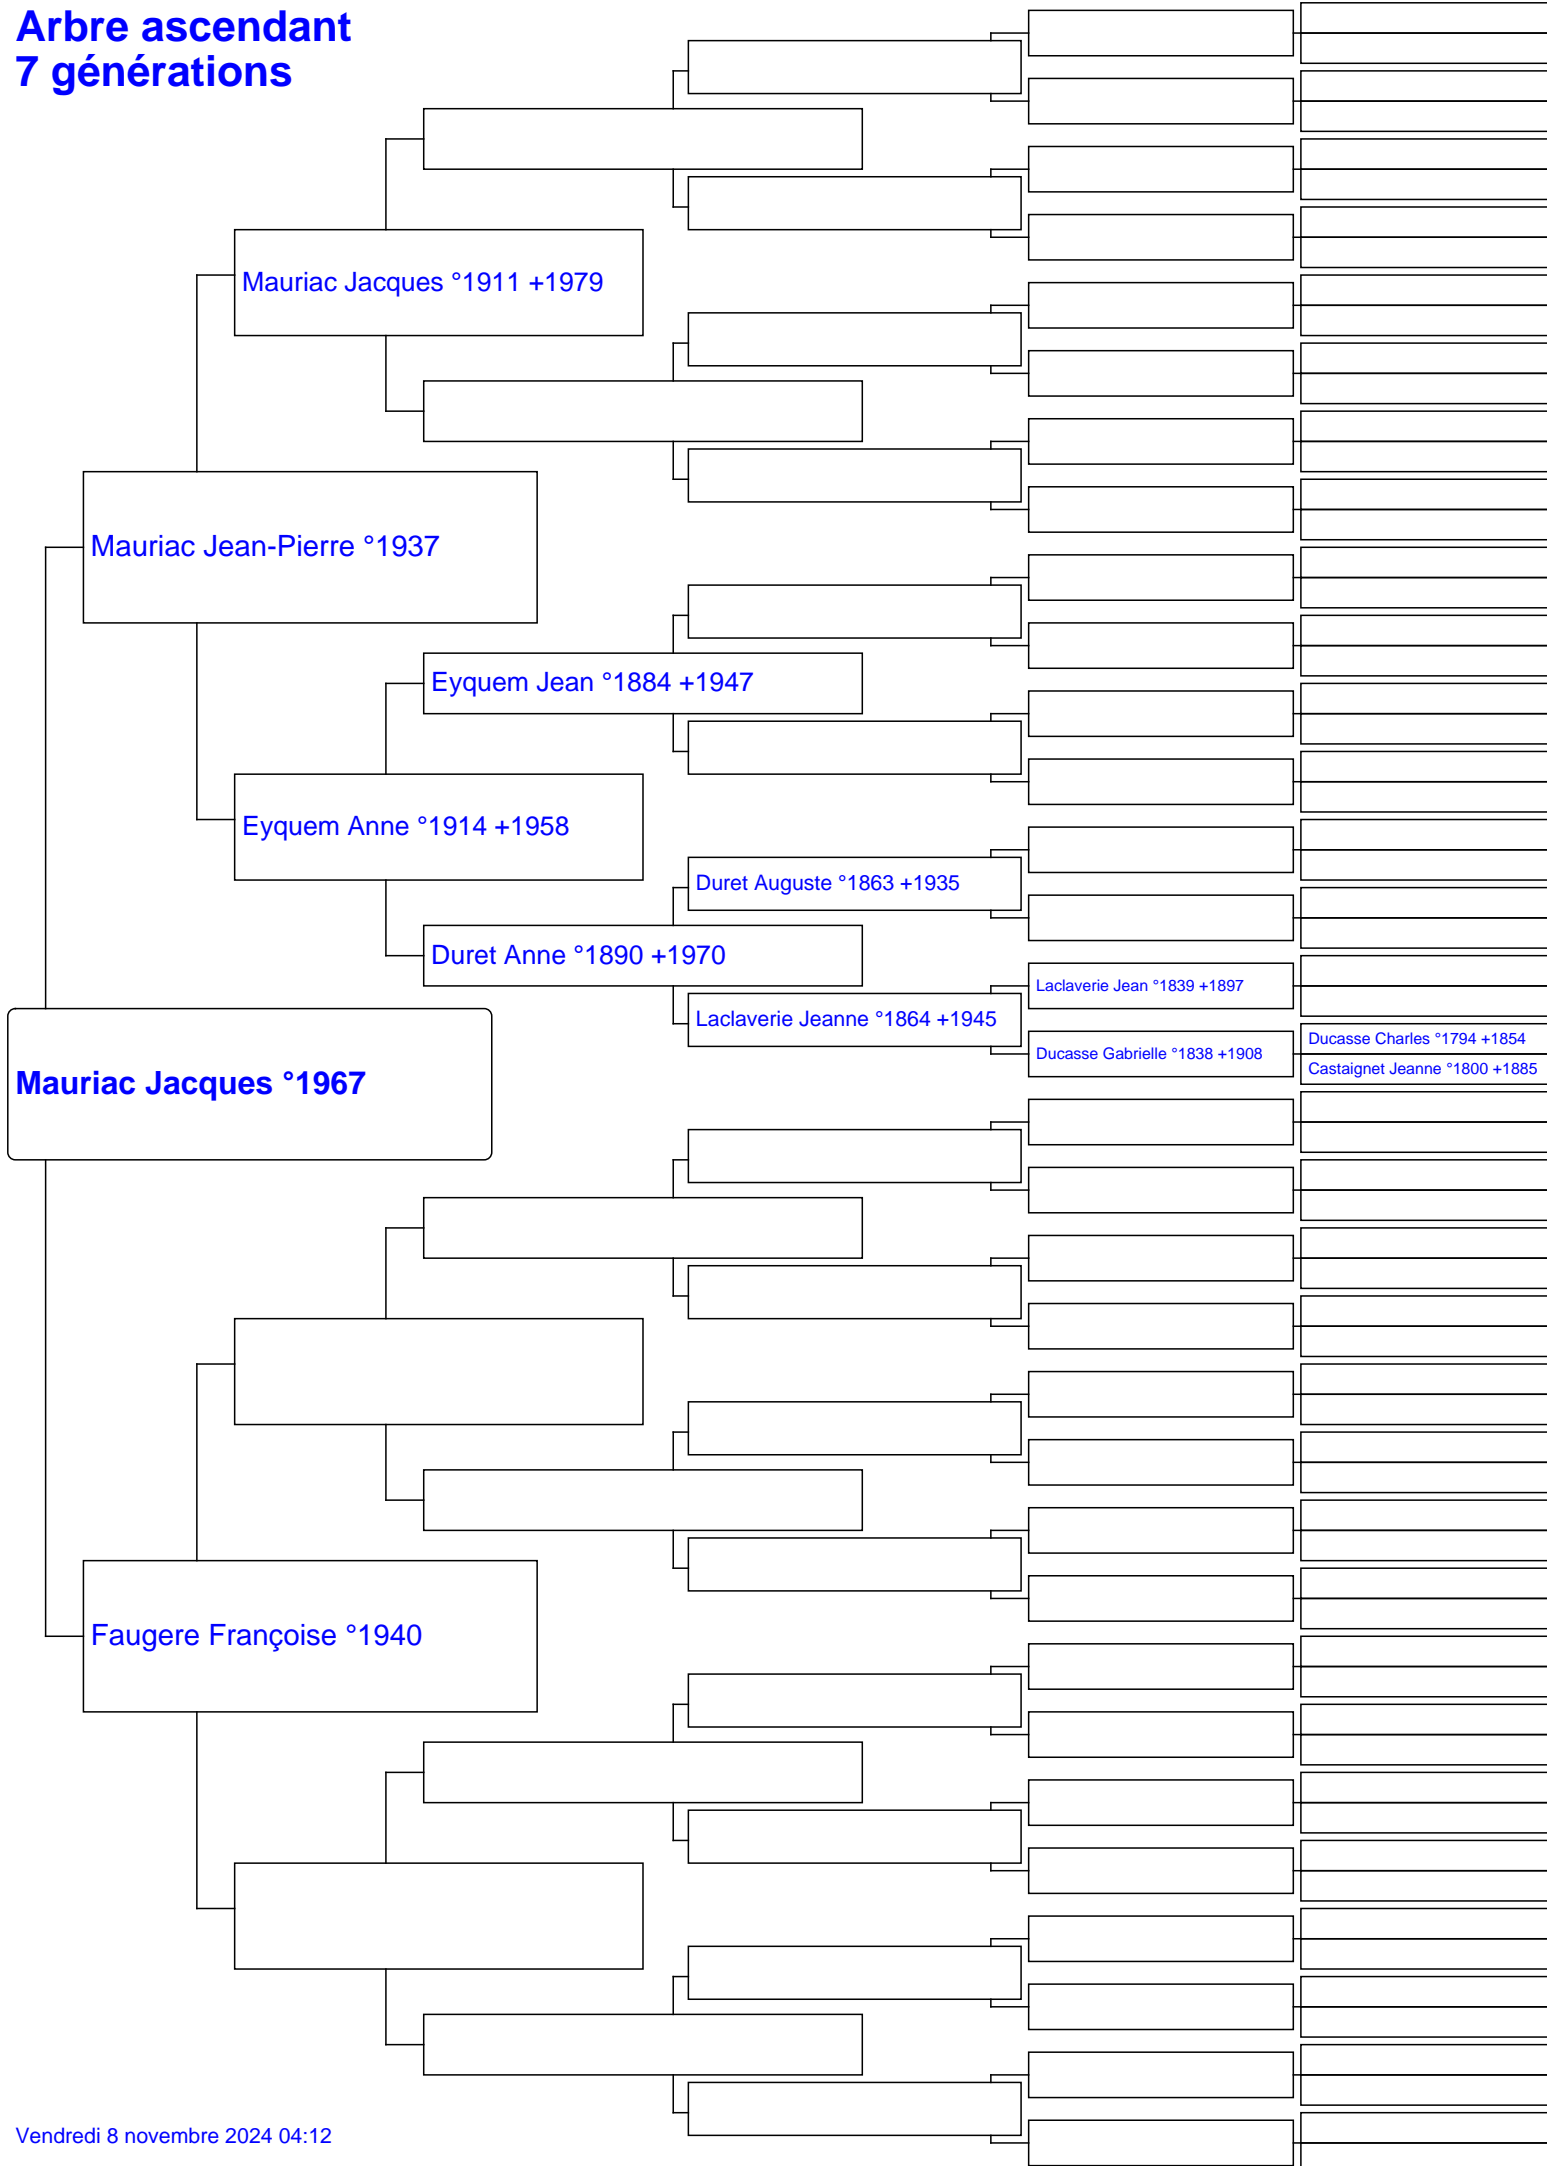 Arbre ascendant
7 générations
Mauriac Jacques °1911 +1979
Mauriac Jean-Pierre °1937
Eyquem Jean °1884 +1947
Eyquem Anne °1914 +1958
Duret Auguste °1863 +1935
Duret Anne °1890 +1970
Laclaverie Jean °1839 +1897
Laclaverie Jeanne °1864 +1945
Ducasse Charles °1794 +1854
Ducasse Gabrielle °1838 +1908
Castaignet Jeanne °1800 +1885
Mauriac Jacques °1967
Faugere Françoise °1940
Vendredi 8 novembre 2024 04:12